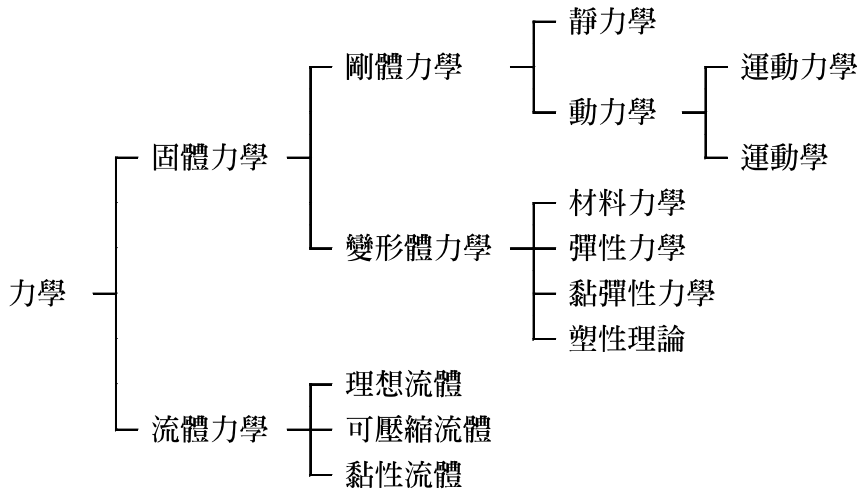 靜力學
剛體力學
運動力學
動力學
固體力學
運動學
材料力學
變形體力學
彈性力學
力學
黏彈性力學
塑性理論
理想流體
流體力學
可壓縮流體
黏性流體